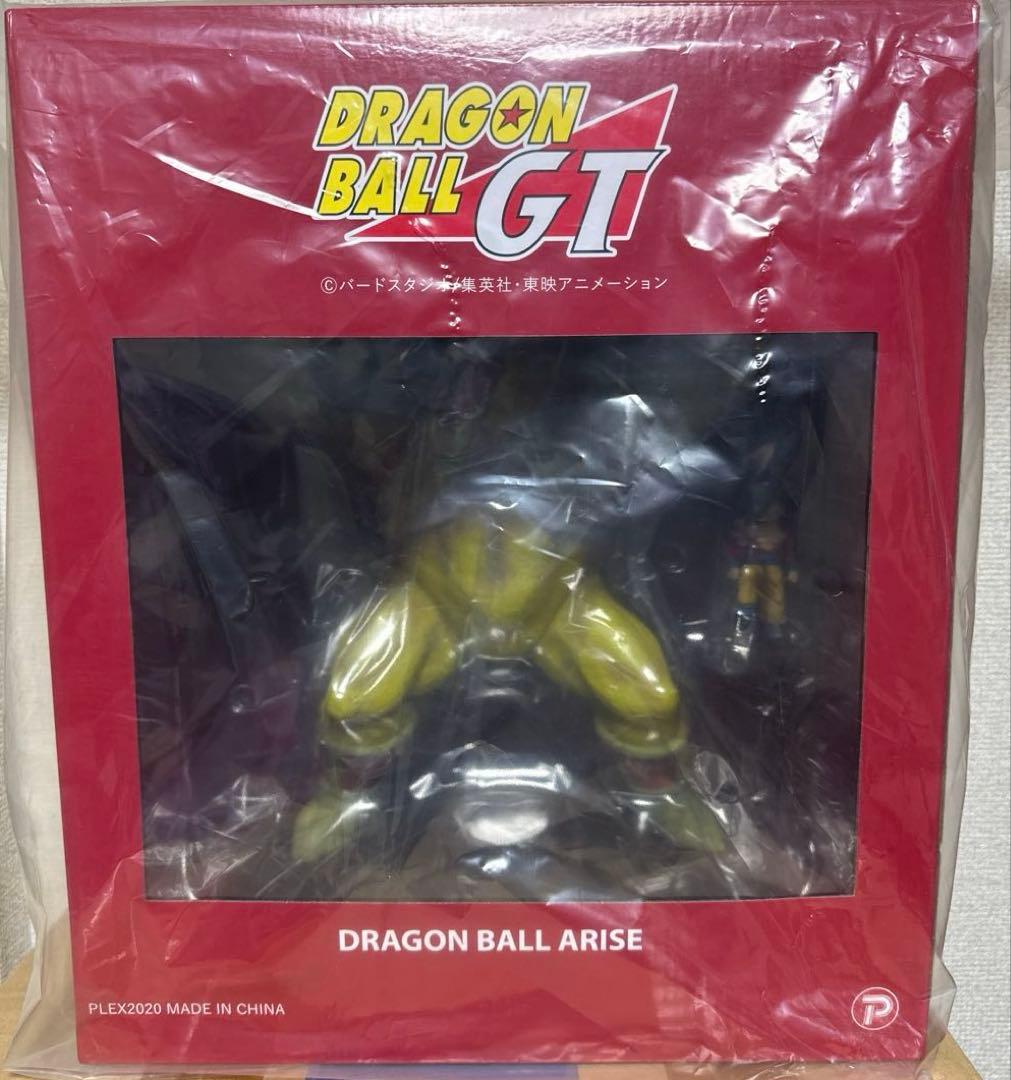 DRAGON
BALL GT
©バードスタジオ/集英社・東映アニメーション
DRAGON BALL ARISE
PLEX2020 MADE IN CHINA
P